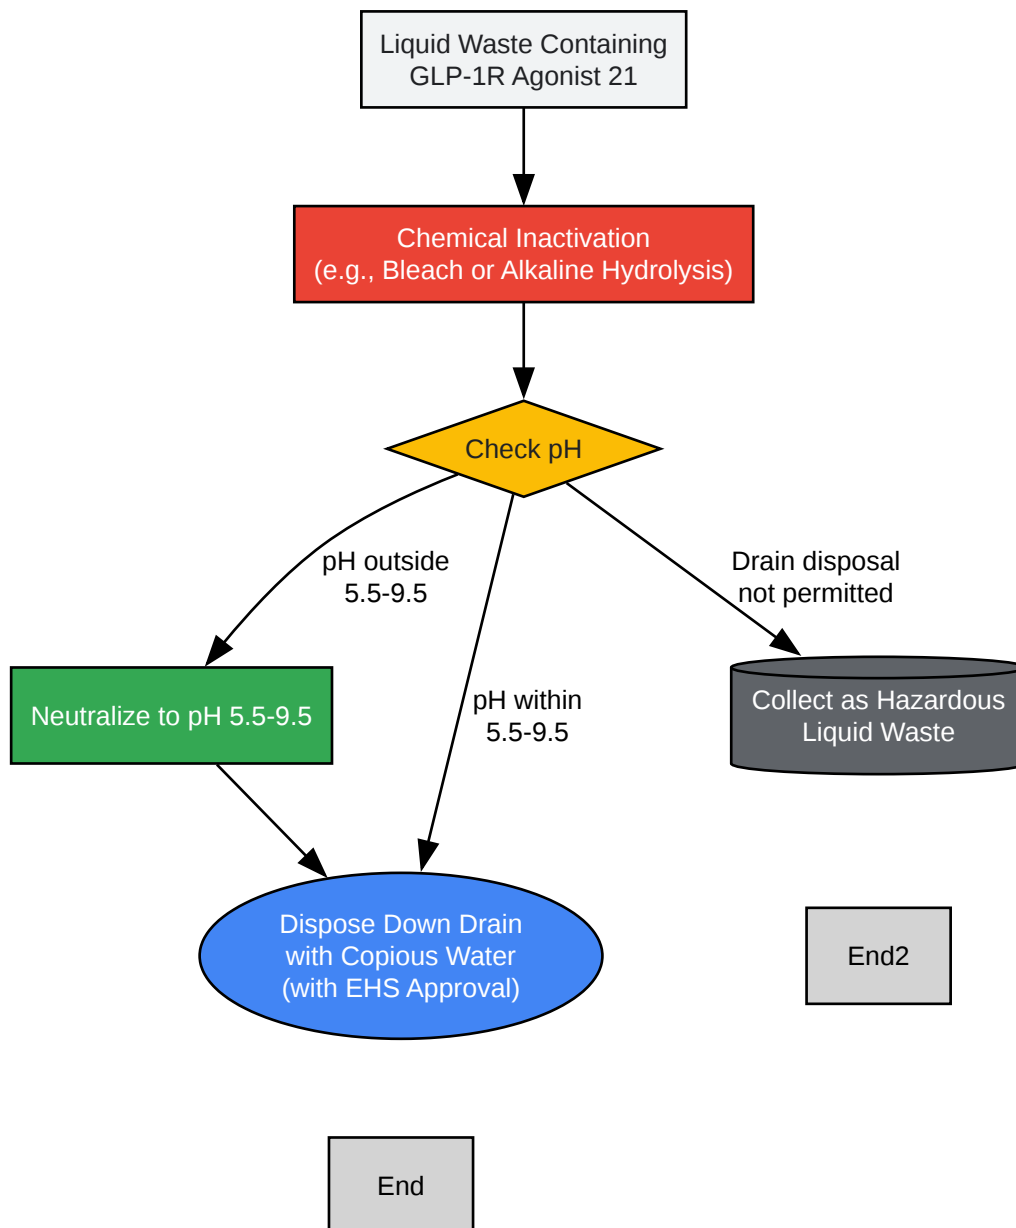 Liquid Waste Containing
GLP-1R Agonist 21
Chemical Inactivation
(e.g., Bleach or Alkaline Hydrolysis)
Check pH
pH outside
5.5-9.5
Drain disposal
not permitted
Neutralize to pH 5.5-9.5
pH within
5.5-9.5
Collect as Hazardous
Liquid Waste
Dispose Down Drain
with Copious Water
(with EHS Approval)
End2
End